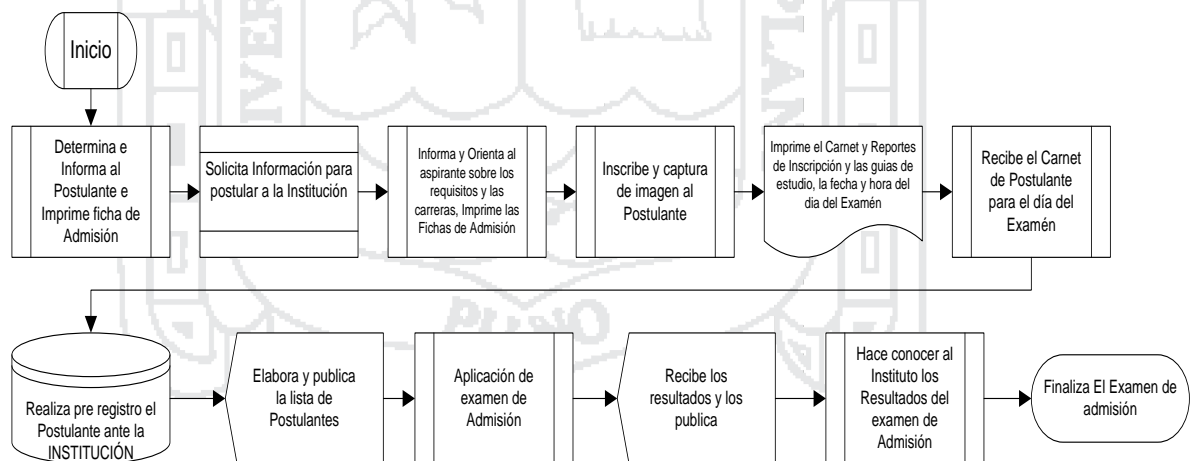 Inicio
Determina e
Informa al
Postulante e
Imprime ficha de
Admisión
Solicita Información para
postular a la Institución
Informa y Orienta al
aspirante sobre los
requisitos y las
carreras, Imprime las
Fichas de Admisión
Inscribe y captura
de imagen al
Postulante
Imprime el Carnet y Reportes
de Inscripción y las guias de
estudio, la fecha y hora del
dia del Examén
Recibe el Carnet
de Postulante
para el día del
Examén
Realiza pre registro el
Postulante ante la
INSTITUCIÓN
Elabora y publica
la lista de
Postulantes
Aplicación de
examen de
Admisión
Recibe los
resultados y los
publica
Hace conocer al
Instituto los
Resultados del
examen de
Admisión
Finaliza El Examen de
admisión
PUNO